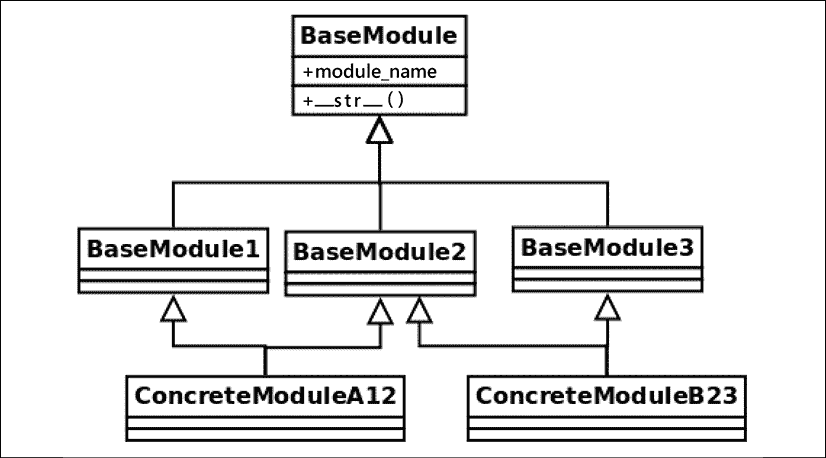 BaseModule
+module_name
+__str__()
BaseModule1
BaseModule2
BaseModule3
ConcreteModuleA12
ConcreteModuleB23